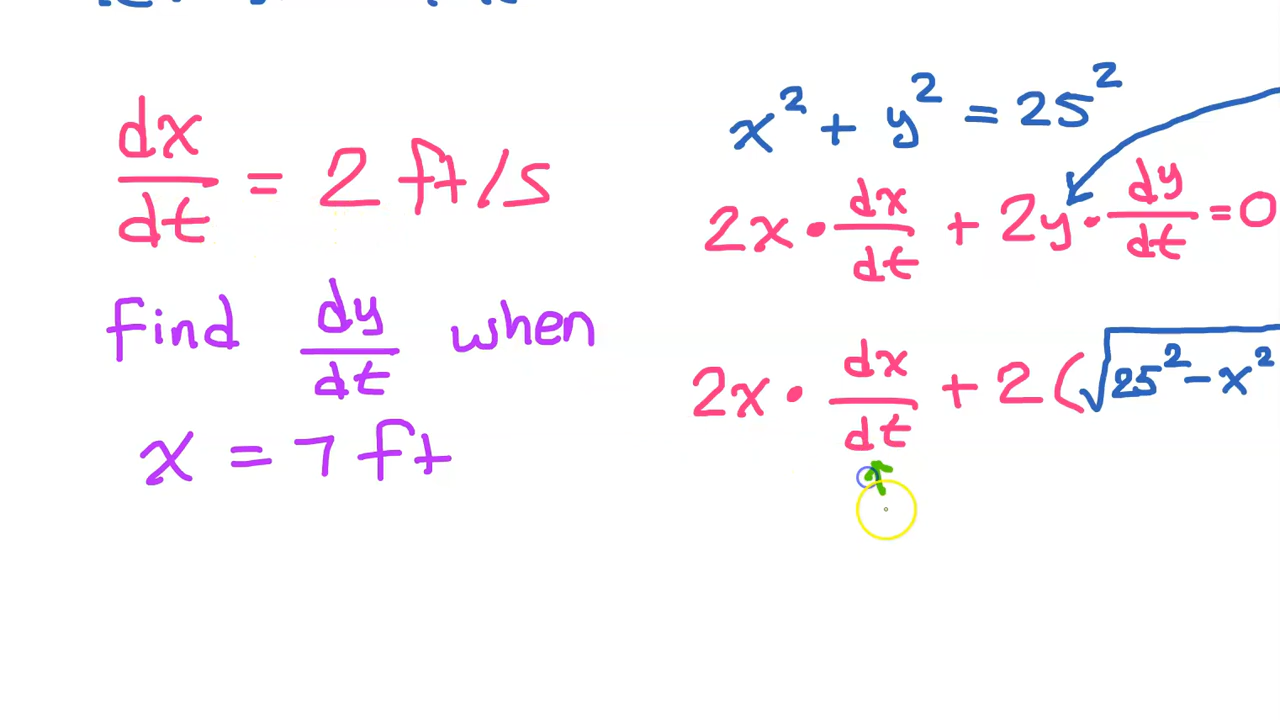 dx/dt = 2 ft/s
find dy/dt when
x = 7 ft
x² + y² = 25²
2x · dx/dt + 2y · dy/dt = 0
2x · dx/dt + 2 (√25² - x²